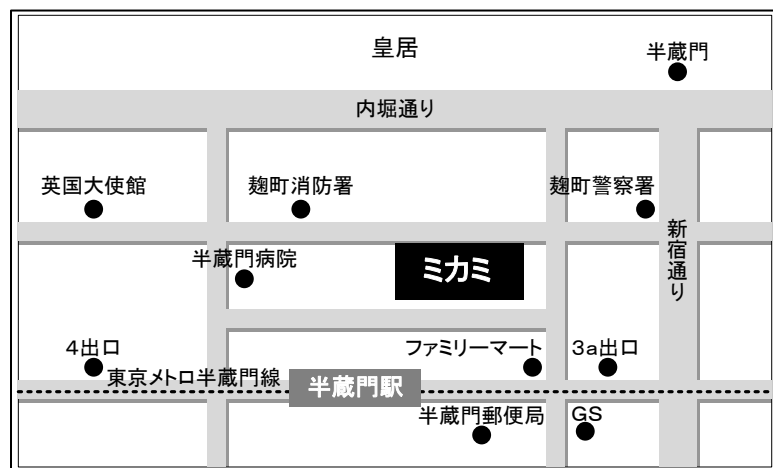 皇居
半蔵門
内堀通り
英国大使館
麹町消防署
麹町警察署
新宿通り
半蔵門病院
ミカミ
4出口
ファミリーマート
3a出口
東京メトロ半蔵門線
半蔵門駅
半蔵門郵便局
GS